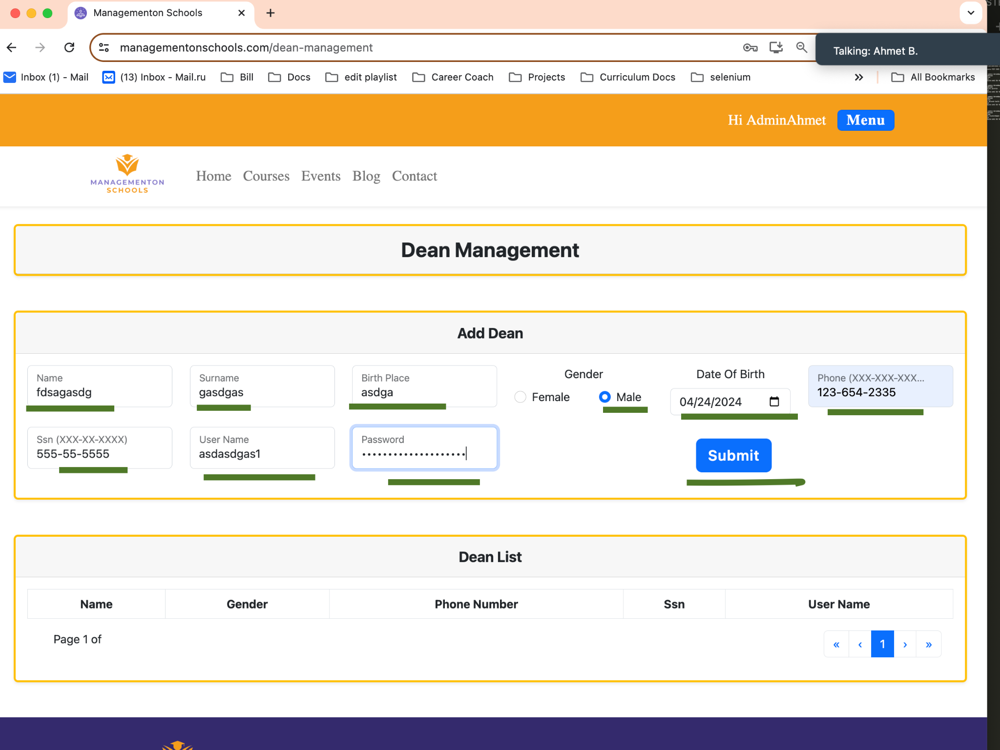 Managementon Schools
managementonschools.com/dean-management
Talking: Ahmet B.
Inbox (1) - Mail
(13) Inbox - Mail.ru
Bill
Docs
edit playlist
Career Coach
Projects
Curriculum Docs
selenium
All Bookmarks
Hi AdminAhmet
Menu
MANAGEMENTON
SCHOOLS
Home
Courses
Events
Blog
Contact
Dean Management
Add Dean
Name
fdsagasdg
Surname
gasdgas
Birth Place
asdga
Gender
Female
Male
Date Of Birth
04/24/2024
Phone (XXX-XXX-XXX...
123-654-2335
Ssn (XXX-XX-XXXX)
555-55-5555
User Name
asdasdgas1
Password
Submit
Dean List
Name
Gender
Phone Number
Ssn
User Name
Page 1 of
« ‹ 1 › »